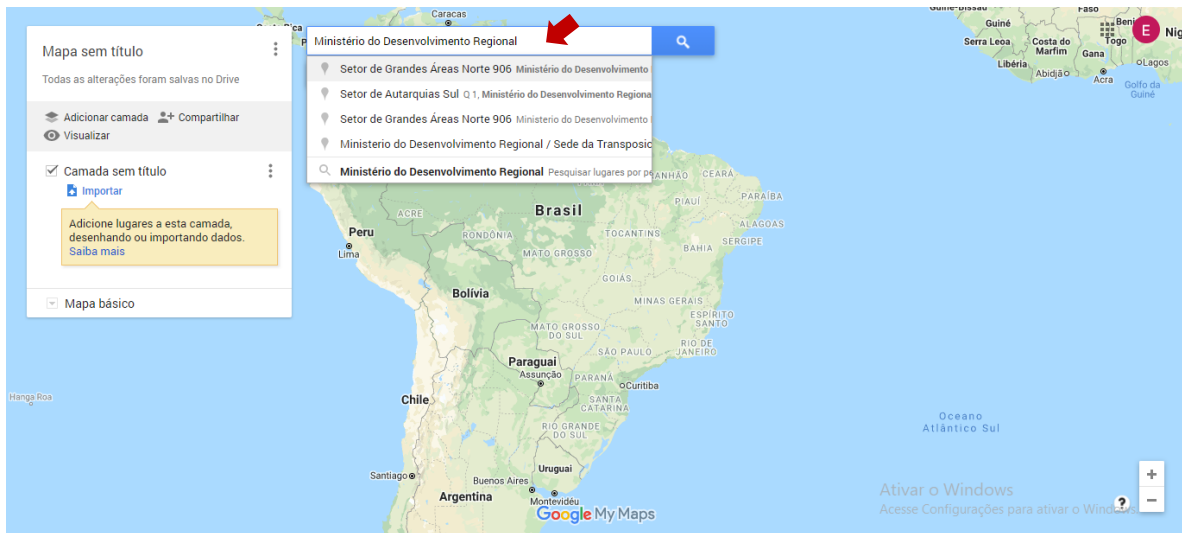 Mapa sem título
Todas as alterações foram salvas no Drive
Adicionar camada
Compartilhar
Visualizar
Camada sem título
Importar
Adicione lugares a esta camada,
desenhando ou importando dados.
Saiba mais
Mapa básico
Ministério do Desenvolvimento Regional
Setor de Grandes Áreas Norte 906 Ministério do Desenvolvimento
Setor de Autarquias Sul Q 1, Ministério do Desenvolvimento Regiona
Setor de Grandes Áreas Norte 906 Ministerio do Desenvolvimento
Ministerio do Desenvolvimento Regional / Sede da Transposic
Ministério do Desenvolvimento Regional Pesquisar lugares por pe
Caracas
Guiné
Serra Leoa
Libéria
Costa do
Marfim
Abidjão
Gana
Acra
Faso
Beni
Togo
E
Nig
Lagos
Golfo da
Guiné
ANHÃO
CEARÁ
PIAUÍ
PARAÍBA
ALAGOAS
SERGIPE
BAHIA
Brasil
ACRE
RONDÔNIA
TOCANTINS
MATO GROSSO
GOIÁS
MINAS GERAIS
ESPÍRITO
SANTO
MATO GROSSO
DO SUL
SÃO PAULO
RIO DE
JANEIRO
PARANÁ
Curitiba
SANTA
CATARINA
RIO GRANDE
DO SUL
Peru
Lima
Bolívia
Paraguai
Assunção
Chile
Santiago
Argentina
Buenos Aires
Uruguai
Montevidéu
Hanga Roa
Oceano
Atlântico Sul
Google My Maps
Ativar o Windows
Acesse Configurações para ativar o Windows.
?
+
−